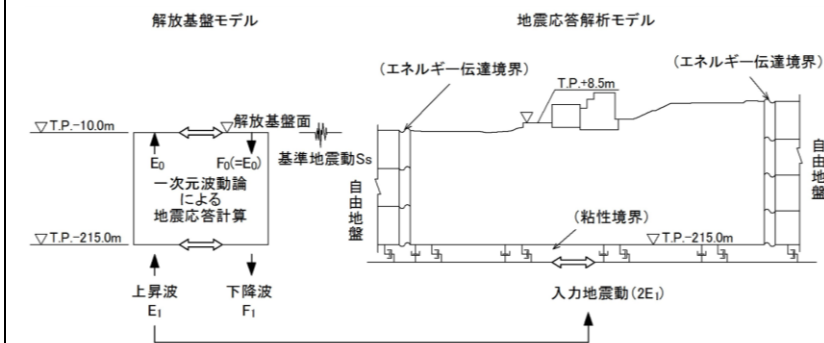 解放基盤モデル
地震応答解析モデル
(エネルギー伝達境界)
(エネルギー伝達境界)
T.P.+8.5m
▽T.P.-10.0m
▽解放基盤面
基準地震動Ss
E₀
F₀(=E₀)
一次元波動論
による
地震応答計算
自由地盤
自由地盤
(粘性境界)
▽T.P.-215.0m
▽T.P.-215.0m
上昇波
E₁
下降波
F₁
入力地震動(2E₁)